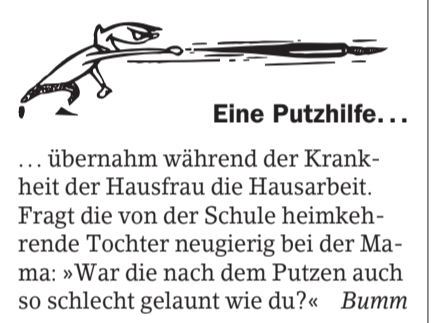 Eine Putzhilfe...
... übernahm während der Krank-
heit der Hausfrau die Hausarbeit.
Fragt die von der Schule heimkeh-
rende Tochter neugierig bei der Ma-
ma: »War die nach dem Putzen auch
so schlecht gelaunt wie du?« Bumm